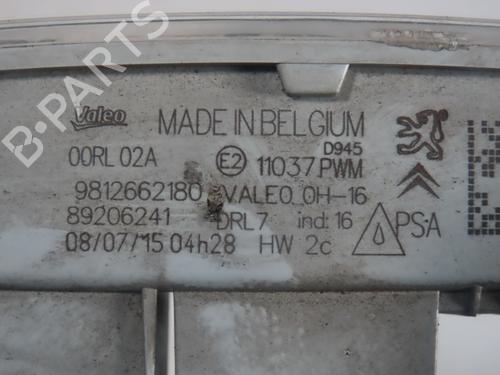 Valeo MADE IN BELGIUM
D945
00RL 02A E2 11037 PWM
9812662180 VALEO 0H-16
89206241 DRL7 ind: 16 PSA
08/07/15 04h28 HW 2c